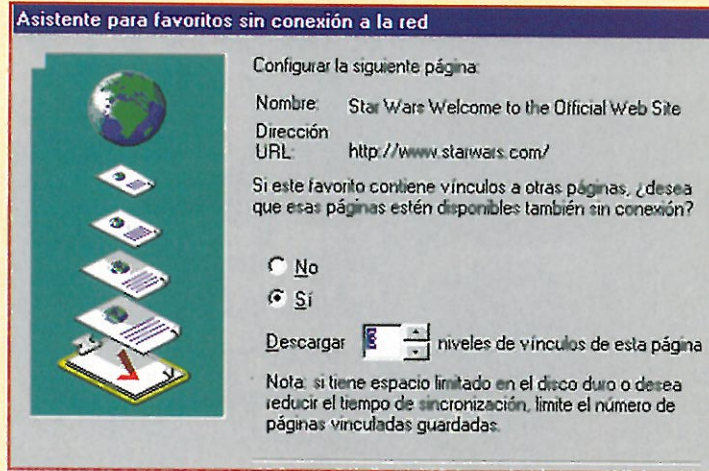 Asistente para favoritos sin conexión a la red
Configurar la siguiente página:
Nombre: Star Wars Welcome to the Official Web Site
Dirección
URL: http://www.starwars.com/
Si este favorito contiene vínculos a otras páginas, ¿desea
que esas páginas estén disponibles también sin conexión?
No
Sí
Descargar niveles de vínculos de esta página
Nota: si tiene espacio limitado en el disco duro o desea
reducir el tiempo de sincronización, limite el número de
páginas vinculadas guardadas.